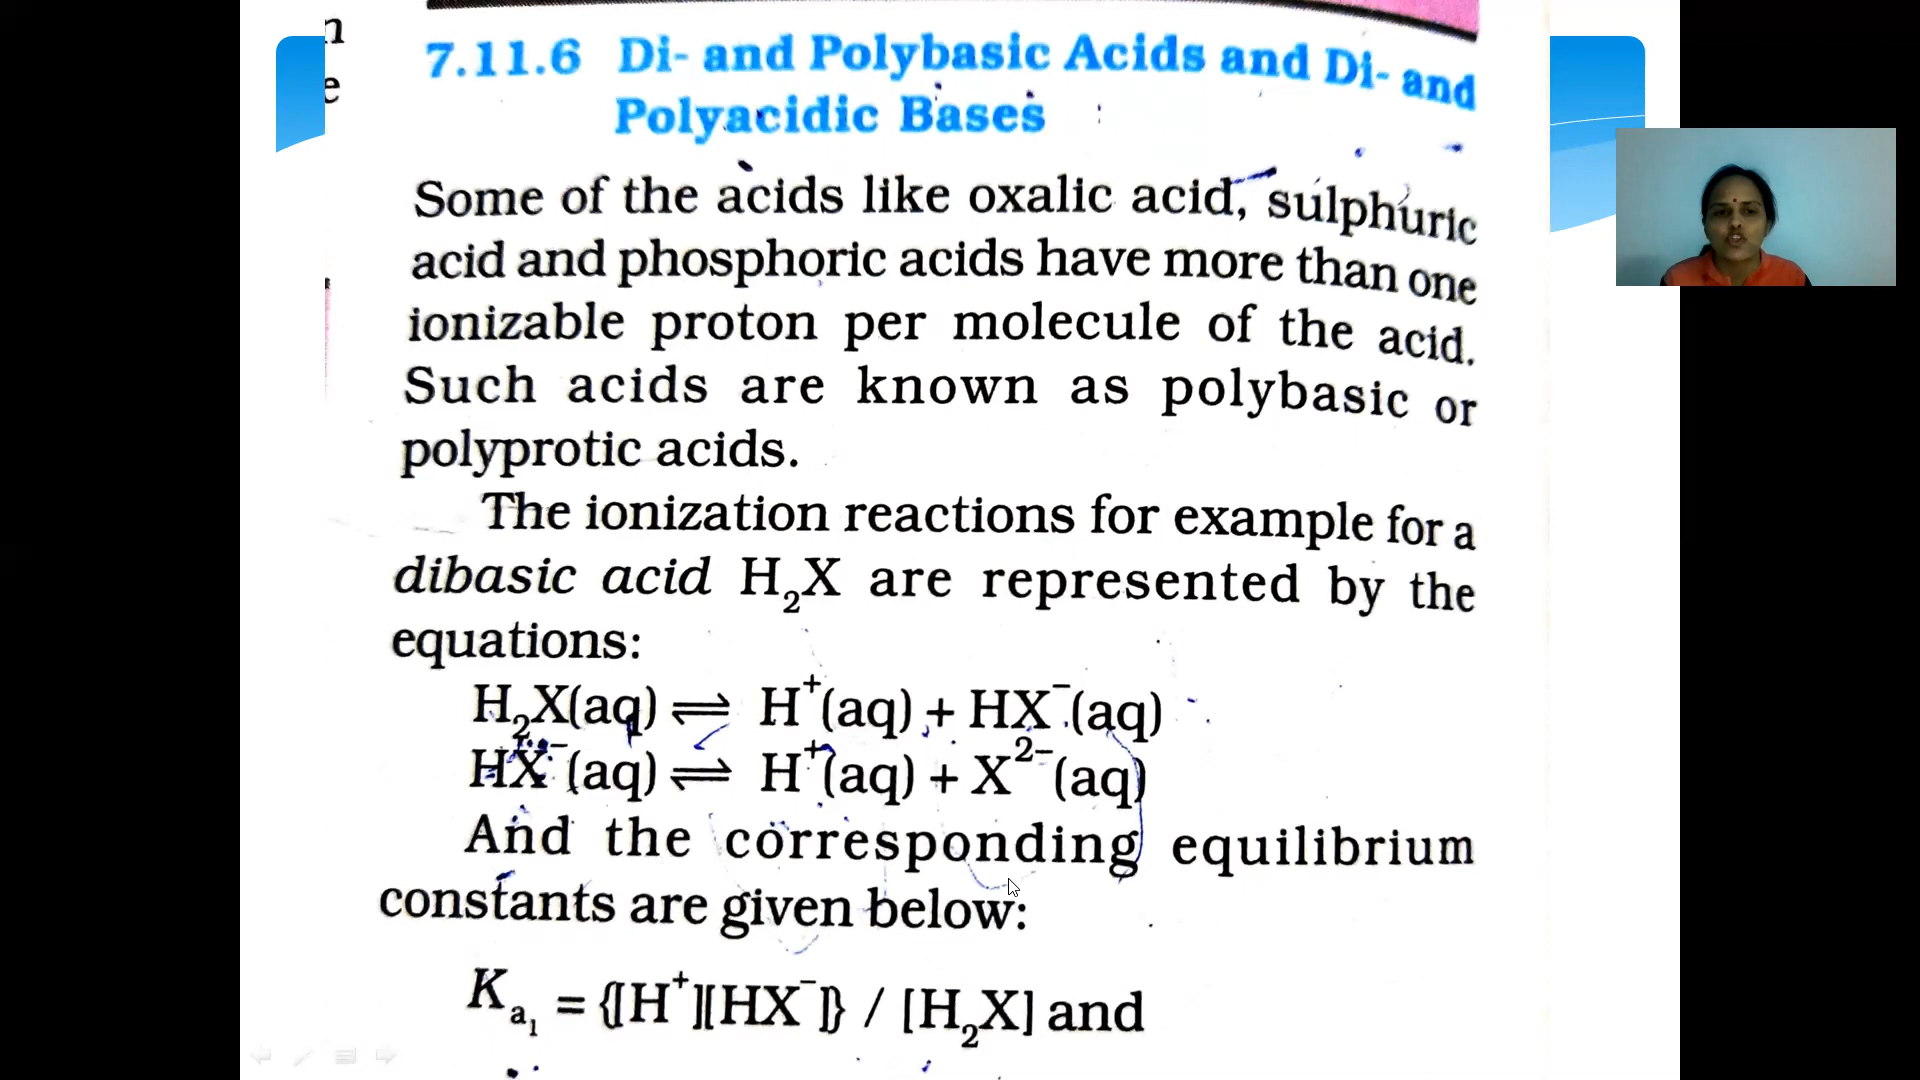 n
e
7.11.6 Di- and Polybasic Acids and Di- and
Polyacidic Bases
Some of the acids like oxalic acid, sulphuric
acid and phosphoric acids have more than one
ionizable proton per molecule of the acid.
Such acids are known as polybasic or
polyprotic acids.
The ionization reactions for example for a
dibasic acid H₂X are represented by the
equations:
H₂X(aq) ⇌ H⁺(aq) + HX⁻(aq)
HX⁻(aq) ⇌ H⁺(aq) + X²⁻(aq)
And the corresponding equilibrium
constants are given below:
Kₐ₁ = {[H⁺][HX⁻]} / [H₂X] and